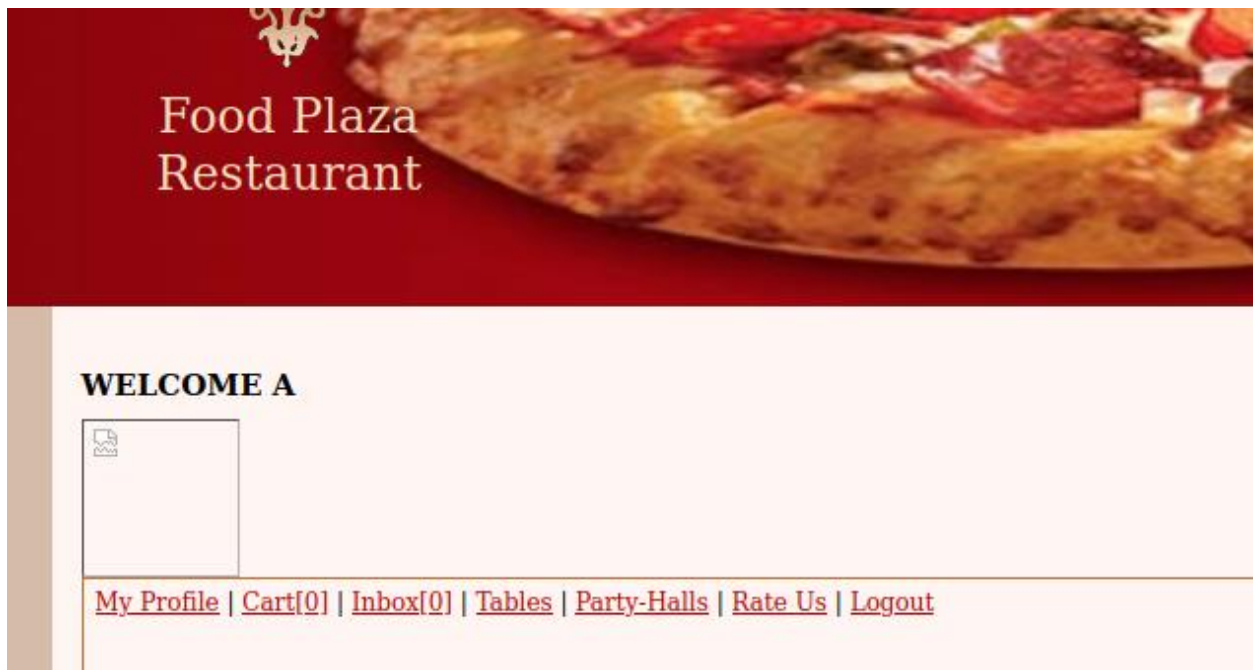 Food Plaza
Restaurant
WELCOME A
My Profile | Cart[0] | Inbox[0] | Tables | Party-Halls | Rate Us | Logout